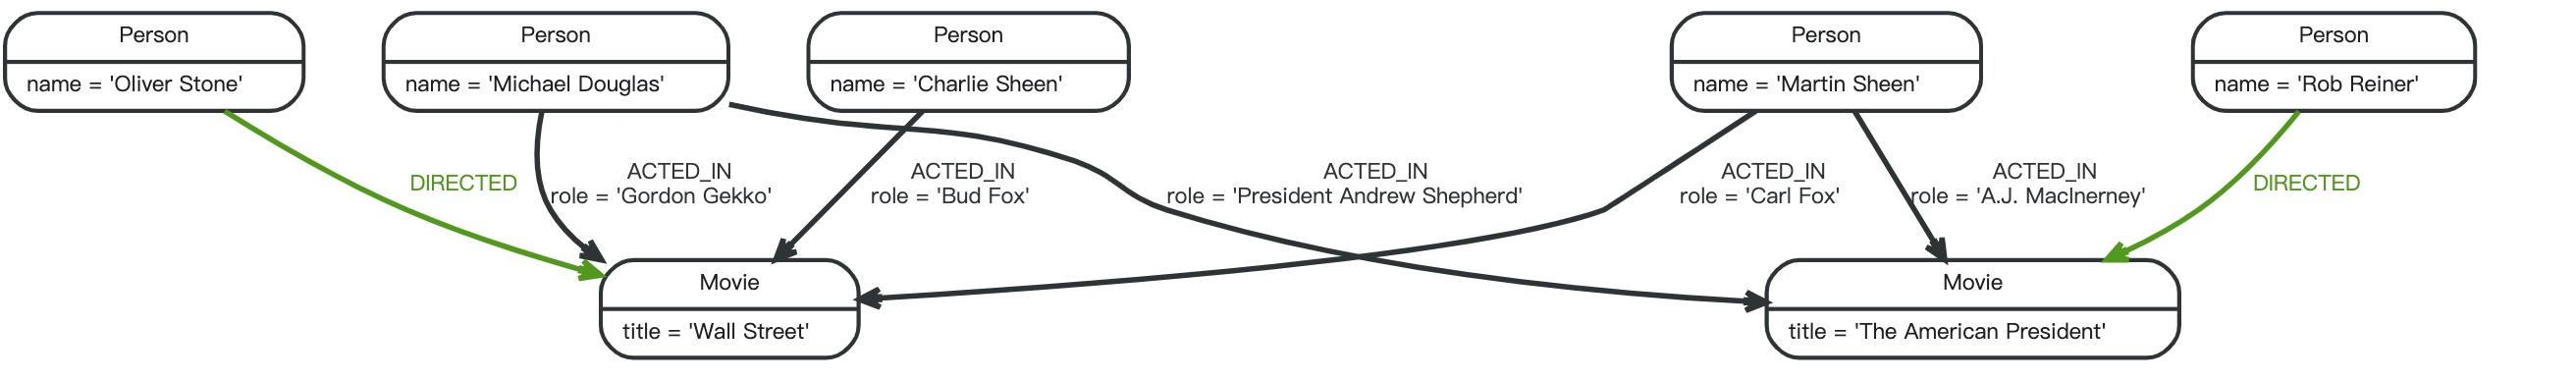 Person
name = 'Oliver Stone'
Person
name = 'Michael Douglas'
Person
name = 'Charlie Sheen'
Person
name = 'Martin Sheen'
Person
name = 'Rob Reiner'
DIRECTED
ACTED_IN
role = 'Gordon Gekko'
ACTED_IN
role = 'Bud Fox'
ACTED_IN
role = 'President Andrew Shepherd'
ACTED_IN
role = 'Carl Fox'
ACTED_IN
role = 'A.J. MacInerney'
DIRECTED
Movie
title = 'Wall Street'
Movie
title = 'The American President'